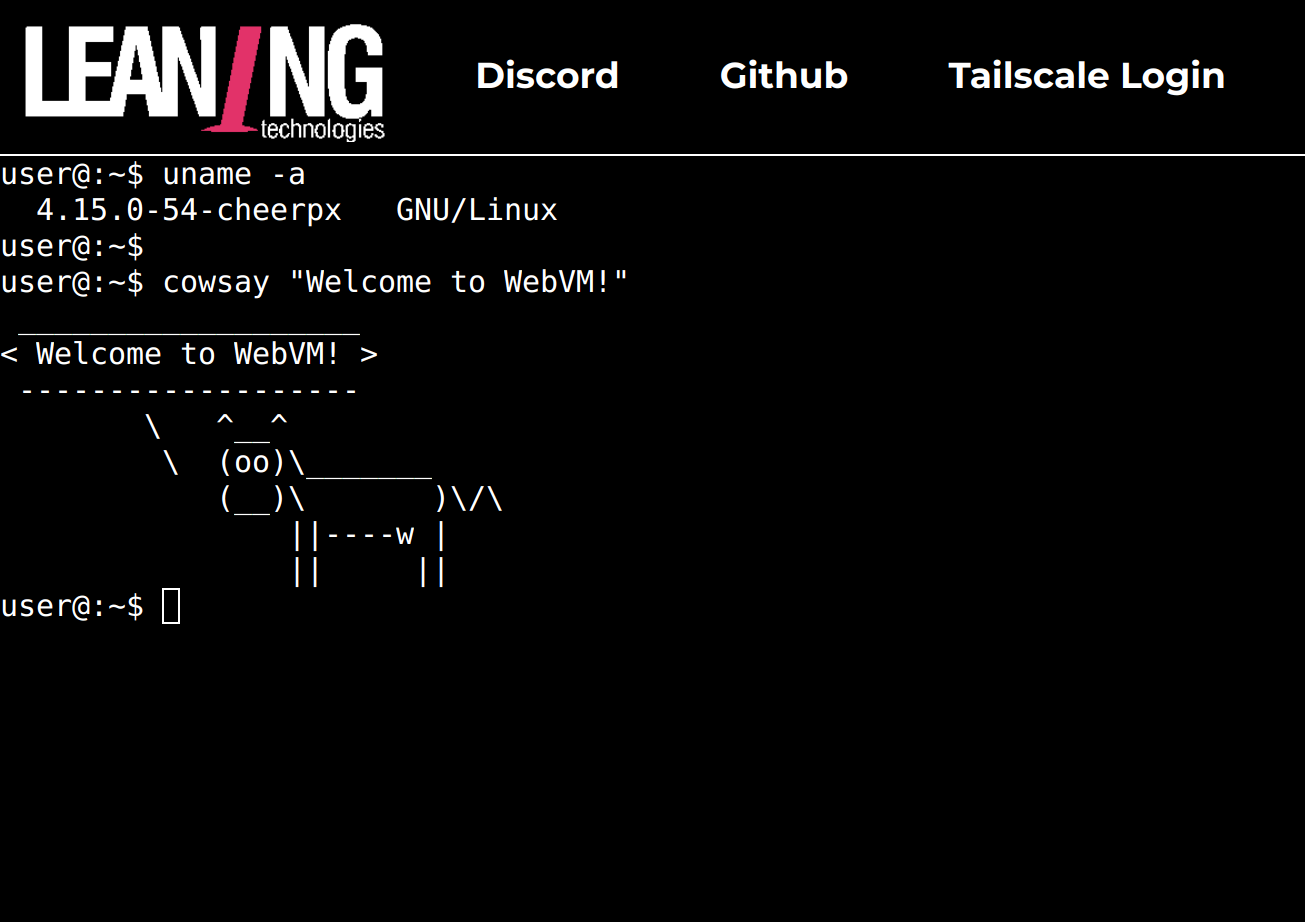 LEANING
technologies
Discord
Github
Tailscale Login
user@:~$ uname -a
  4.15.0-54-cheerpx   GNU/Linux
user@:~$
user@:~$ cowsay "Welcome to WebVM!"
 ___________________
< Welcome to WebVM! >
 -------------------
        \   ^__^
         \  (oo)\_______
            (__)\       )\/\
                ||----w |
                ||     ||
user@:~$